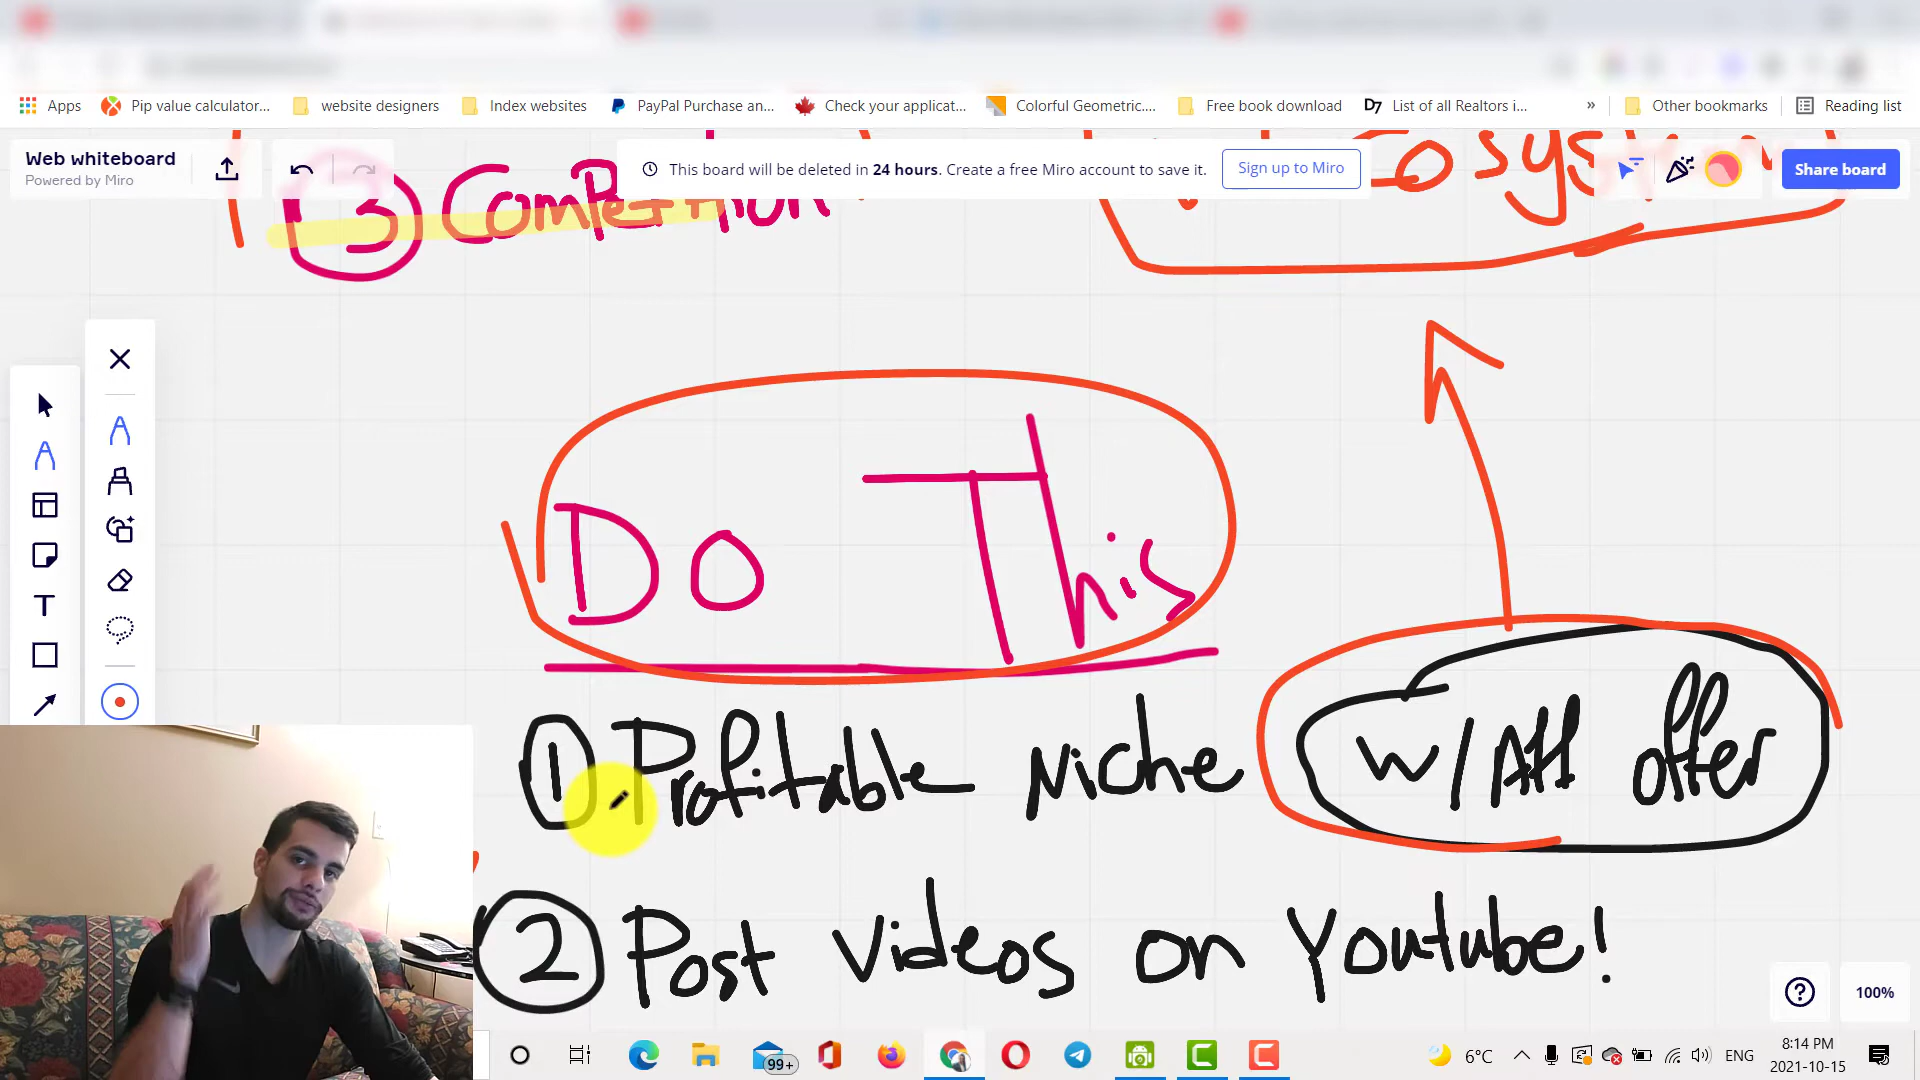 Apps Pip value calculator... website designers Index websites PayPal Purchase an... Check your applicat... Colorful Geometric.... Free book download D7 List of all Realtors i... » Other bookmarks Reading list
Web whiteboard
Powered by Miro
This board will be deleted in 24 hours. Create a free Miro account to save it. Sign up to Miro
Share board
3 Competition
Do This
1 Profitable Niche w/ Aff offer
2 Post Videos on Youtube!
100%
99+
6°C
ENG
8:14 PM
2021-10-15